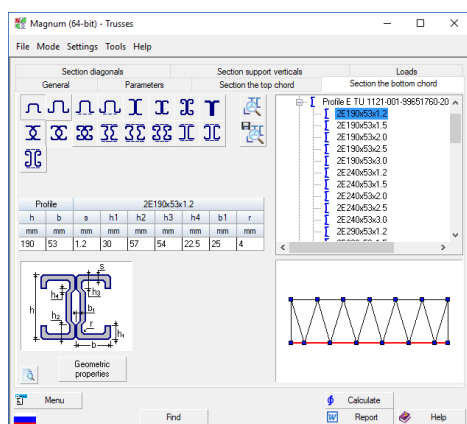 Magnum (64-bit) - Trusses
File Mode Settings Tools Help
Section diagonals Section support verticals Loads
General Parameters Section the top chord Section the bottom chord
Profile E TU 1121-001-99651760-20
2E190x53x1.2
2E190x53x1.5
2E190x53x2.0
2E190x53x2.5
2E190x53x3.0
2E240x53x1.2
2E240x53x1.5
2E240x53x2.0
2E240x53x2.5
2E240x53x3.0
2E290x53x1.2
Profile 2E190x53x1.2
h b s h1 h2 h3 h4 b1 r
mm mm mm mm mm mm mm mm mm
190 53 1.2 30 57 54 22.5 25 4
s
h4 h3
h b1
h2 r h1
b
Geometric
properties
Menu Calculate
Find Report Help